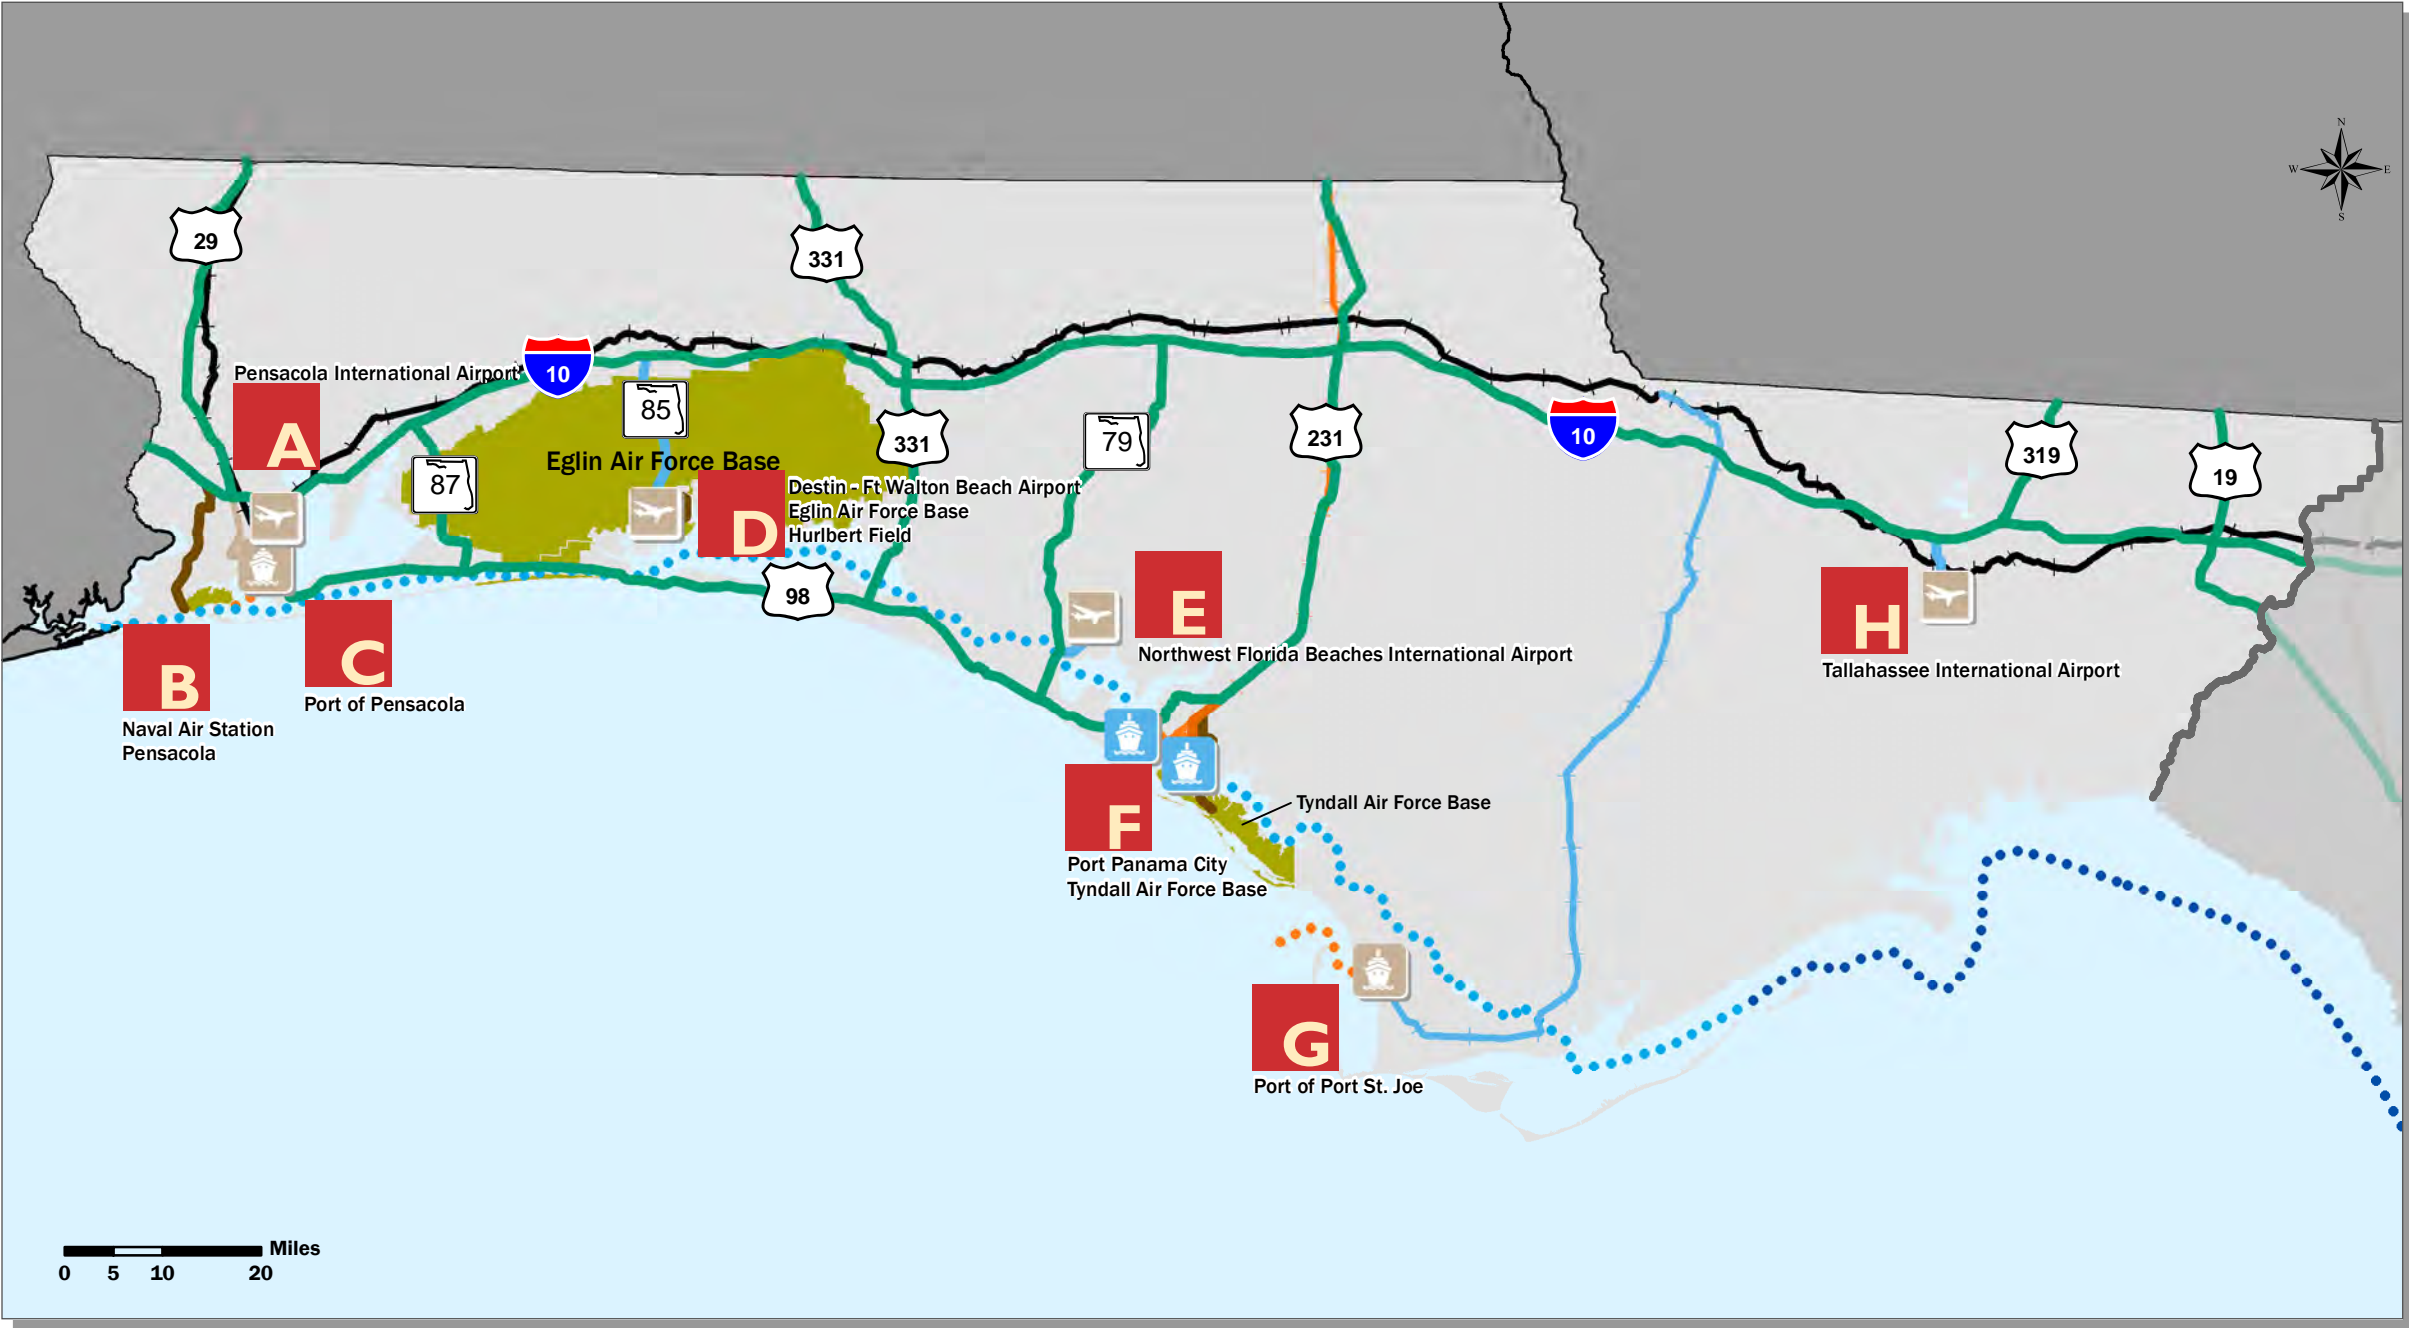 N
W
E
S
29
331
Pensacola International Airport
10
A
85
331
79
231
10
319
19
87
Eglin Air Force Base
D
Destin - Ft Walton Beach Airport
Eglin Air Force Base
Hurlbert Field
98
E
Northwest Florida Beaches International Airport
H
Tallahassee International Airport
B
Naval Air Station
Pensacola
C
Port of Pensacola
F
Port Panama City
Tyndall Air Force Base
Tyndall Air Force Base
G
Port of Port St. Joe
Miles
0 5 10 20